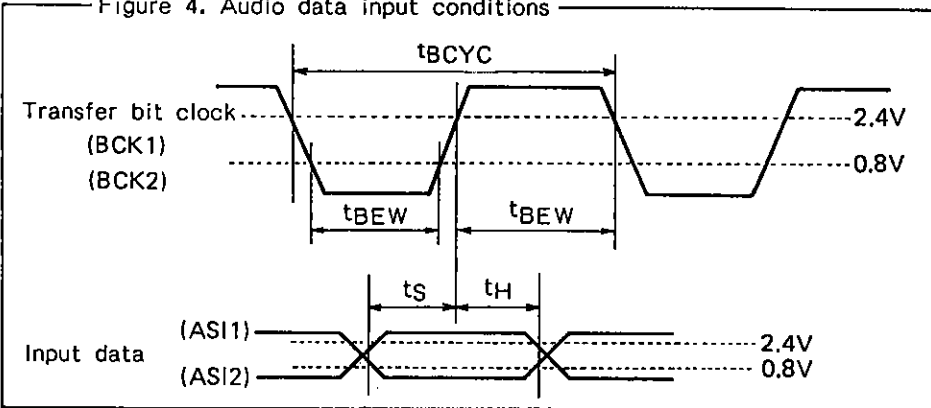 Figure 4. Audio data input conditions
tBCYC
Transfer bit clock
2.4V
(BCK1)
0.8V
(BCK2)
tBEW
tBEW
tS
tH
(ASI1)
2.4V
Input data
0.8V
(ASI2)